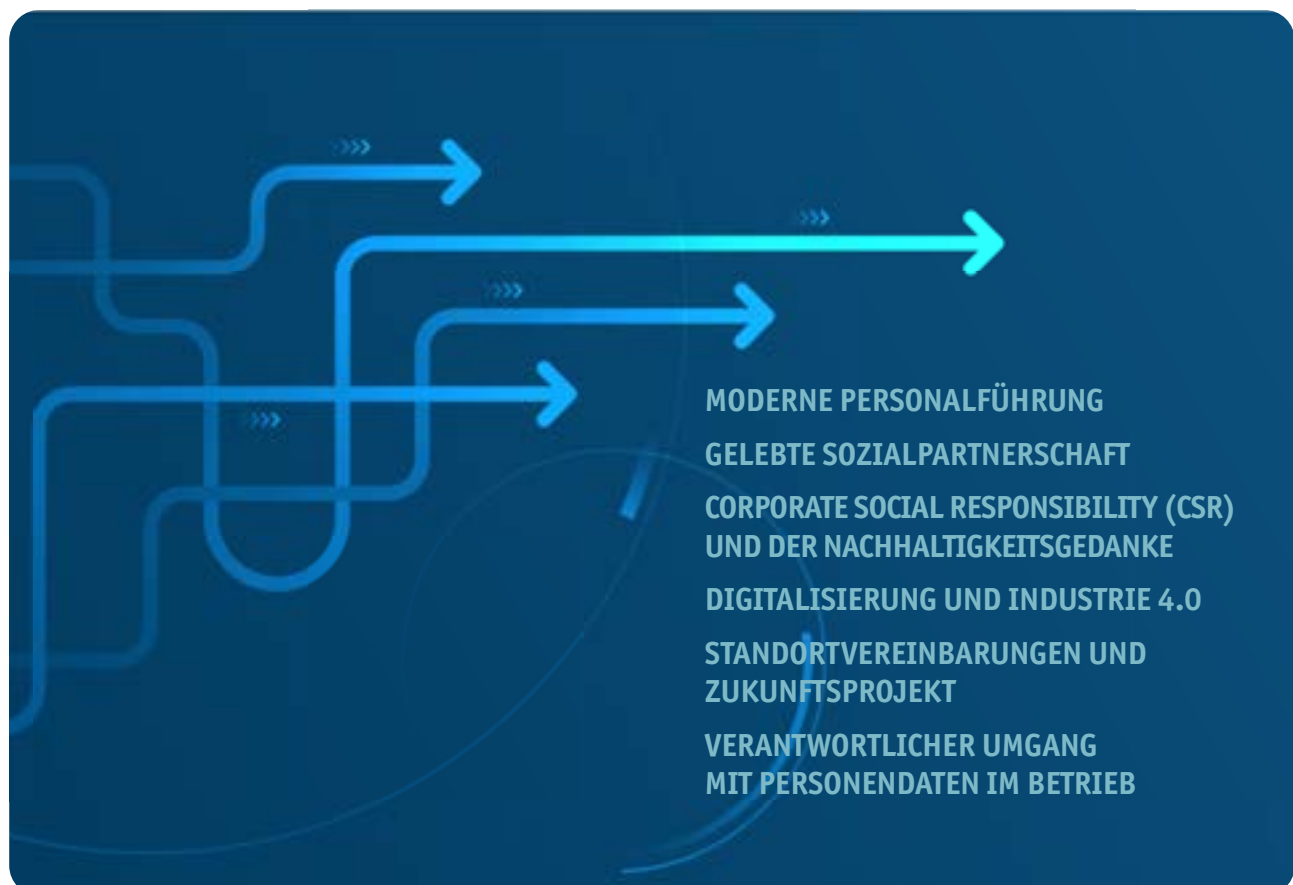 MODERNE PERSONALFÜHRUNG
GELEBTE SOZIALPARTNERSCHAFT
CORPORATE SOCIAL RESPONSIBILITY (CSR)
UND DER NACHHALTIGKEITSGEDANKE
DIGITALISIERUNG UND INDUSTRIE 4.0
STANDORTVEREINBARUNGEN UND
ZUKUNFTSPROJEKT
VERANTWORTLICHER UMGANG
MIT PERSONENDATEN IM BETRIEB